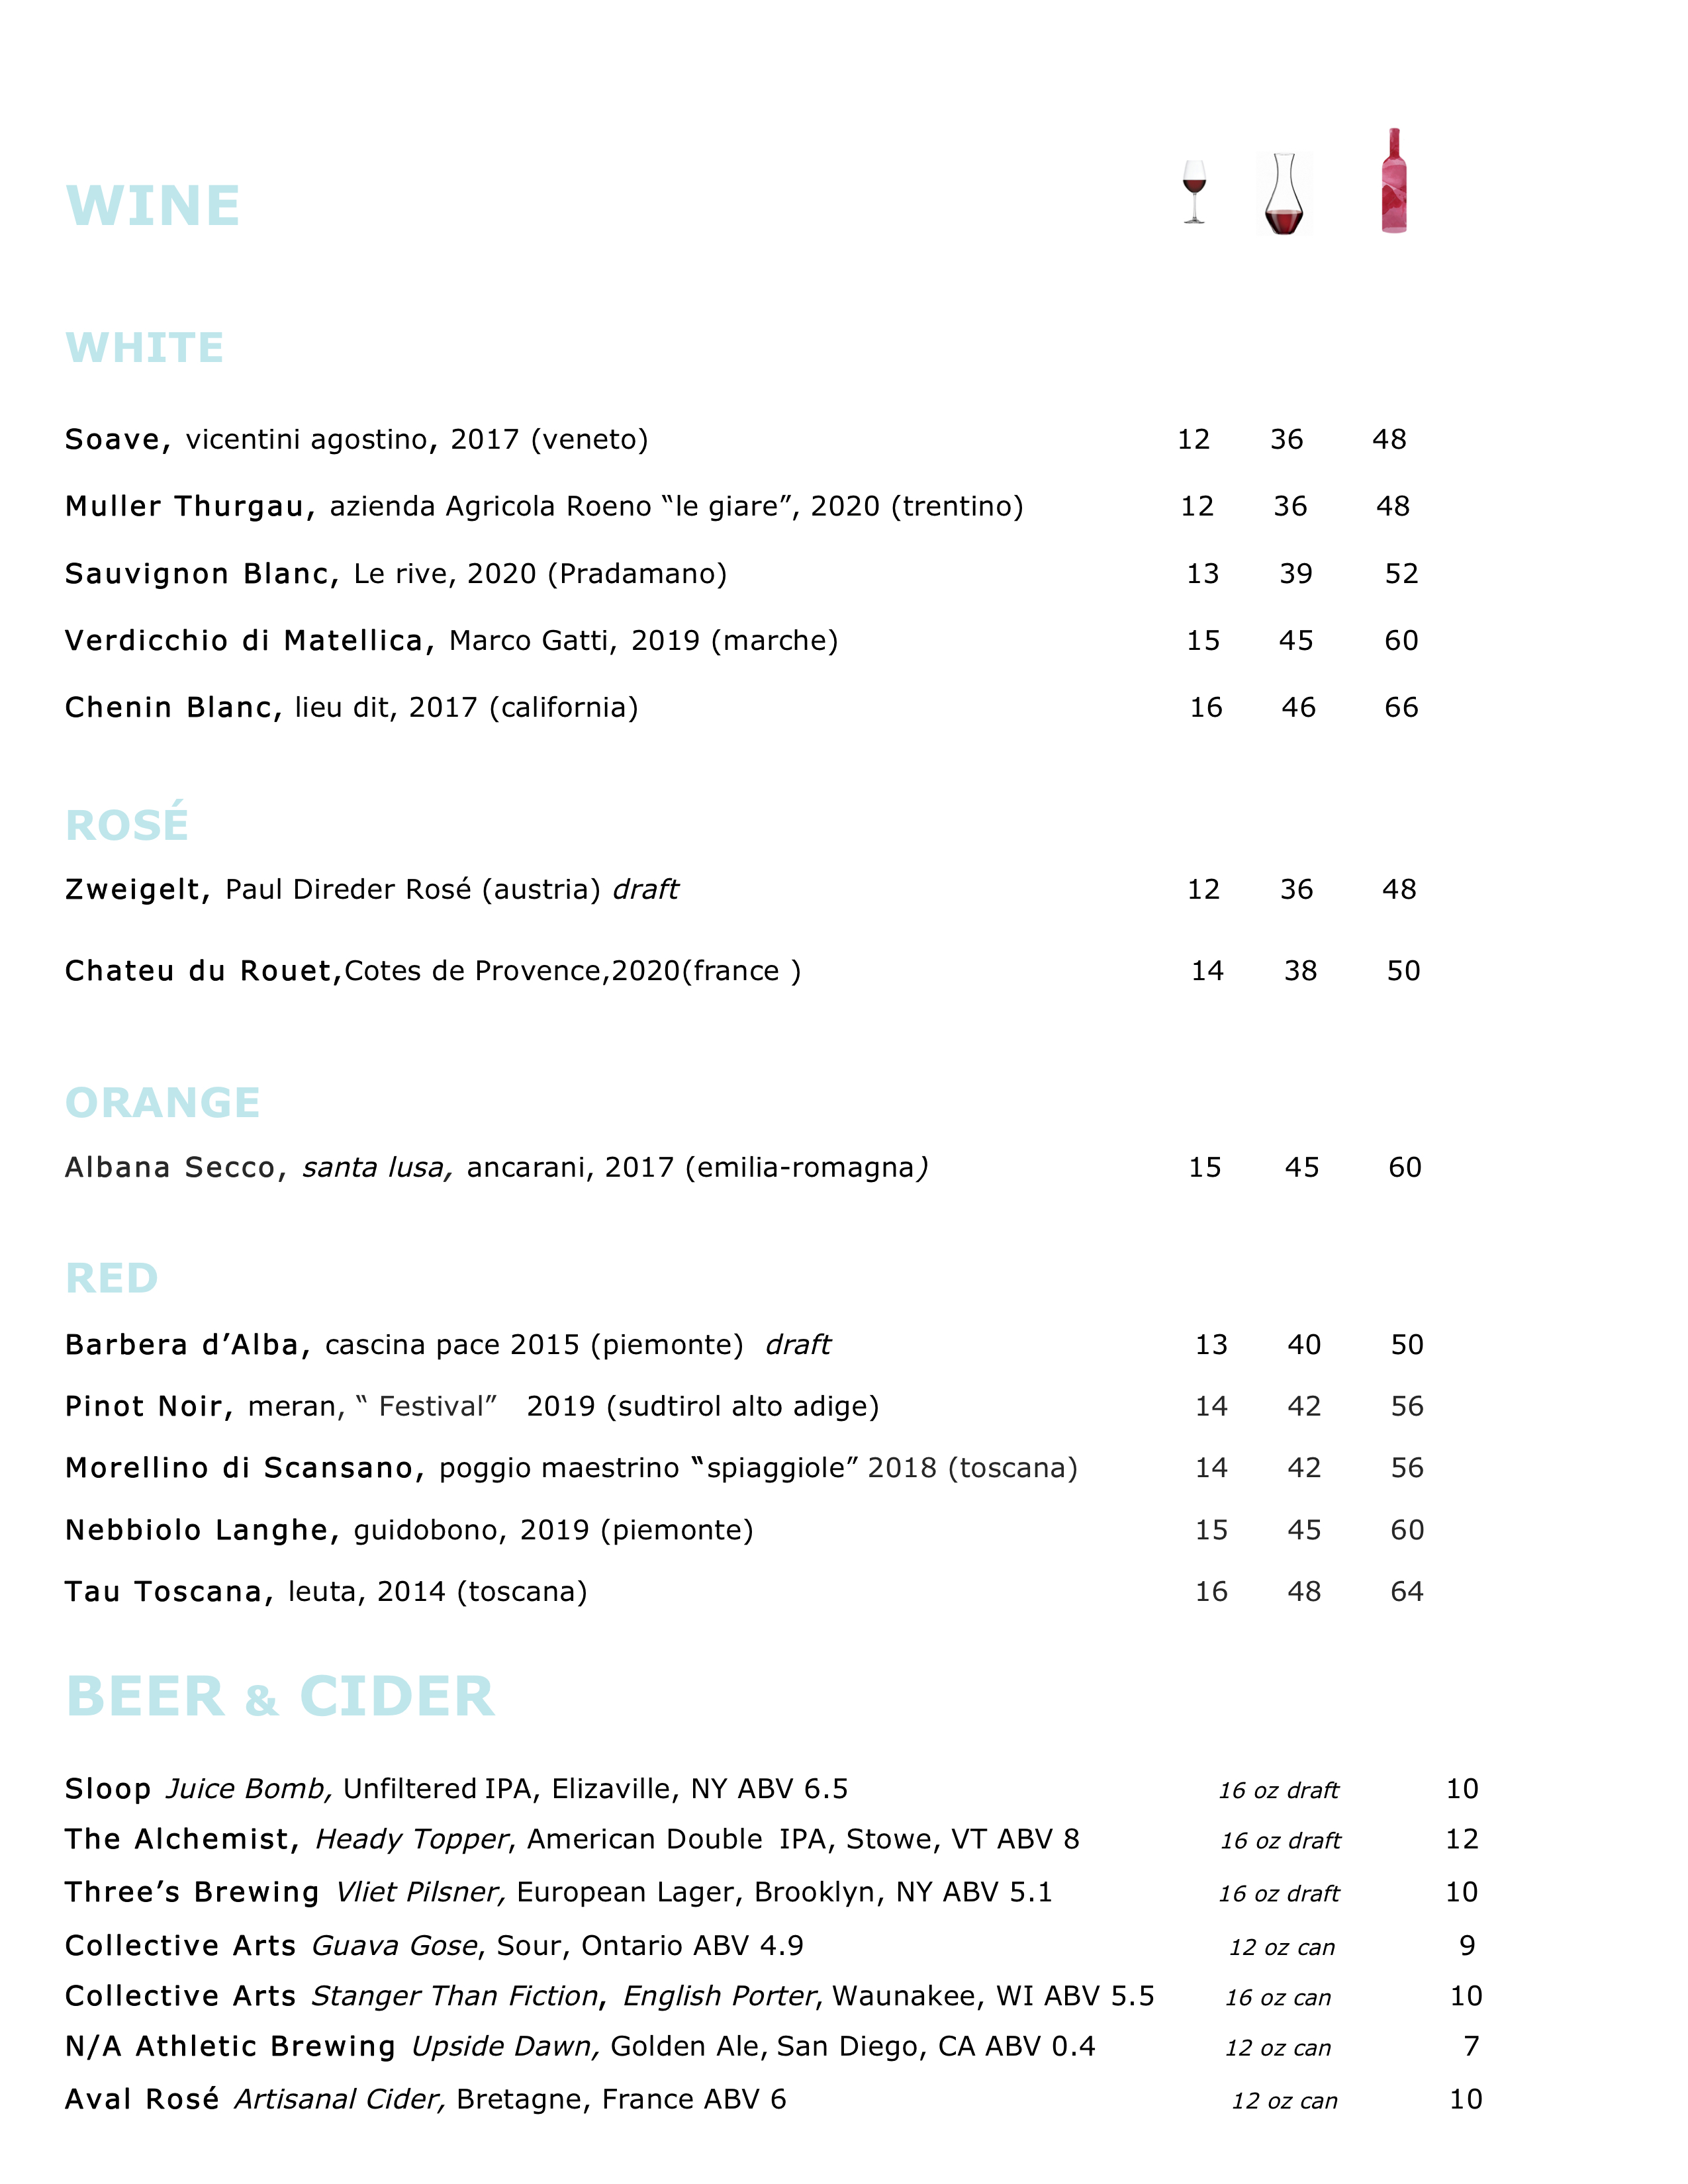 WINE
WHITE
Soave, vicentini agostino, 2017 (veneto) 12 36 48
Muller Thurgau, azienda Agricola Roeno “le giare”, 2020 (trentino) 12 36 48
Sauvignon Blanc, Le rive, 2020 (Pradamano) 13 39 52
Verdicchio di Matellica, Marco Gatti, 2019 (marche) 15 45 60
Chenin Blanc, lieu dit, 2017 (california) 16 46 66
ROSÉ
Zweigelt, Paul Direder Rosé (austria) draft 12 36 48
Chateu du Rouet,Cotes de Provence,2020(france ) 14 38 50
ORANGE
Albana Secco, santa lusa, ancarani, 2017 (emilia-romagna) 15 45 60
RED
Barbera d’Alba, cascina pace 2015 (piemonte) draft 13 40 50
Pinot Noir, meran, “ Festival” 2019 (sudtirol alto adige) 14 42 56
Morellino di Scansano, poggio maestrino “spiaggiole” 2018 (toscana) 14 42 56
Nebbiolo Langhe, guidobono, 2019 (piemonte) 15 45 60
Tau Toscana, leuta, 2014 (toscana) 16 48 64
BEER & CIDER
Sloop Juice Bomb, Unfiltered IPA, Elizaville, NY ABV 6.5 16 oz draft 10
The Alchemist, Heady Topper, American Double IPA, Stowe, VT ABV 8 16 oz draft 12
Three’s Brewing Vliet Pilsner, European Lager, Brooklyn, NY ABV 5.1 16 oz draft 10
Collective Arts Guava Gose, Sour, Ontario ABV 4.9 12 oz can 9
Collective Arts Stanger Than Fiction, English Porter, Waunakee, WI ABV 5.5 16 oz can 10
N/A Athletic Brewing Upside Dawn, Golden Ale, San Diego, CA ABV 0.4 12 oz can 7
Aval Rosé Artisanal Cider, Bretagne, France ABV 6 12 oz can 10